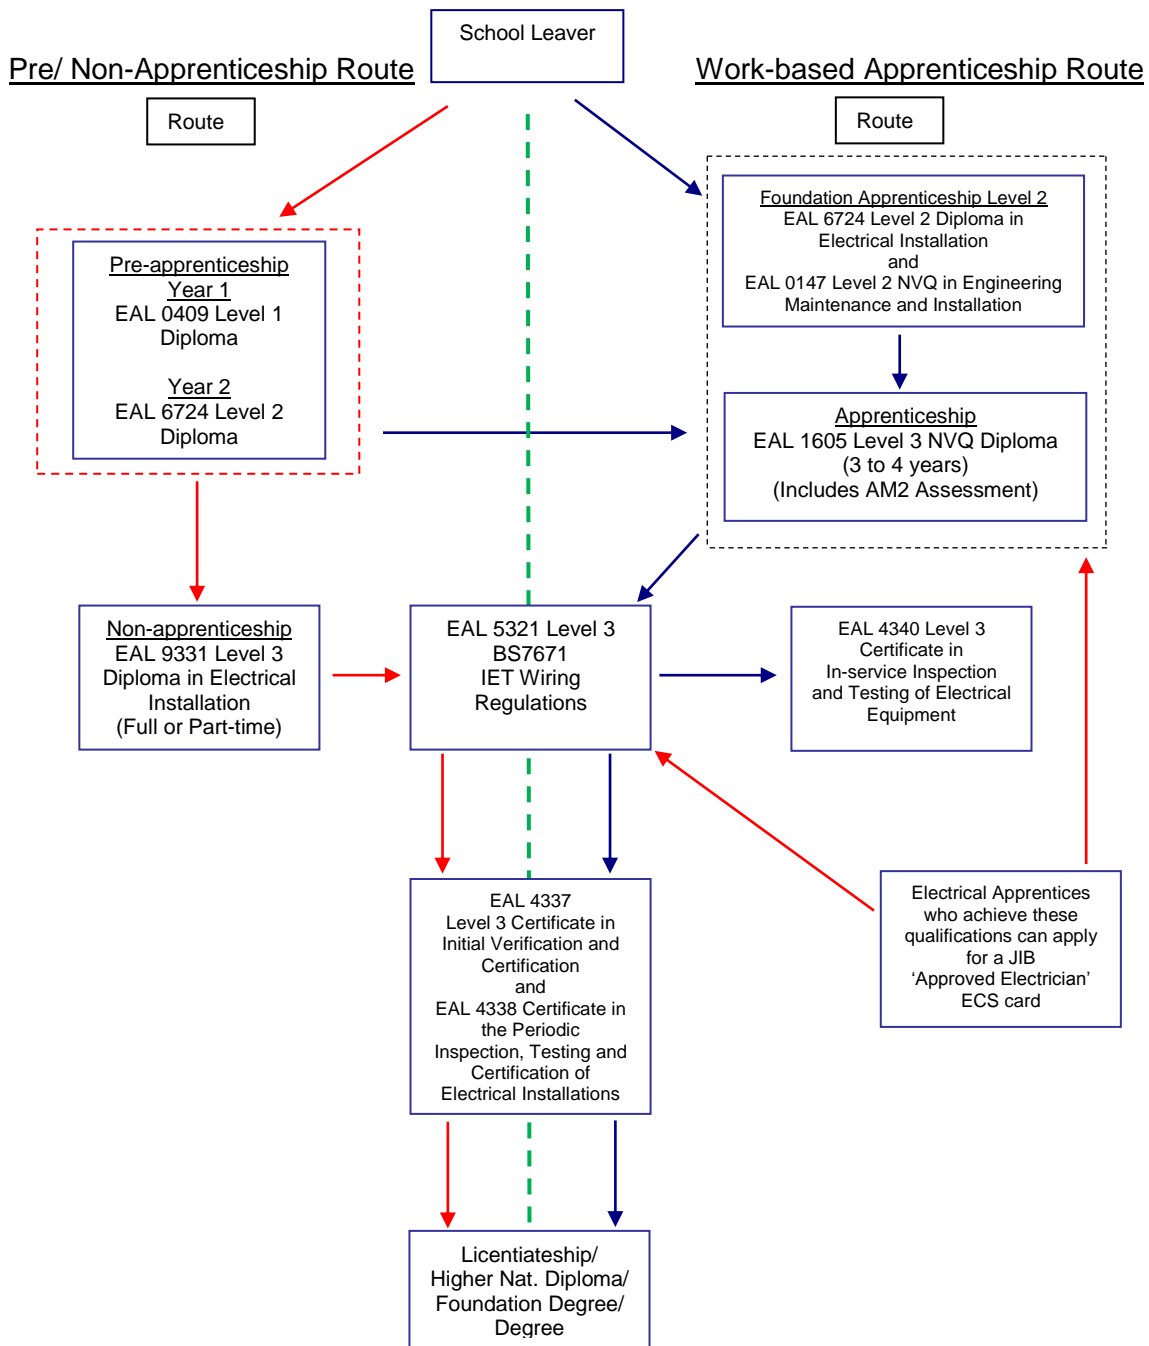 School Leaver
Pre/ Non-Apprenticeship Route
Work-based Apprenticeship Route
Route
Route
Pre-apprenticeship
Year 1
EAL 0409 Level 1
Diploma
Year 2
EAL 6724 Level 2
Diploma
Foundation Apprenticeship Level 2
EAL 6724 Level 2 Diploma in
Electrical Installation
and
EAL 0147 Level 2 NVQ in Engineering
Maintenance and Installation
Apprenticeship
EAL 1605 Level 3 NVQ Diploma
(3 to 4 years)
(Includes AM2 Assessment)
Non-apprenticeship
EAL 9331 Level 3
Diploma in Electrical
Installation
(Full or Part-time)
EAL 5321 Level 3
BS7671
IET Wiring
Regulations
EAL 4340 Level 3
Certificate in
In-service Inspection
and Testing of Electrical
Equipment
EAL 4337
Level 3 Certificate in
Initial Verification and
Certification
and
EAL 4338 Certificate in
the Periodic
Inspection, Testing and
Certification of
Electrical Installations
Electrical Apprentices
who achieve these
qualifications can apply
for a JIB
‘Approved Electrician’
ECS card
Licentiateship/
Higher Nat. Diploma/
Foundation Degree/
Degree